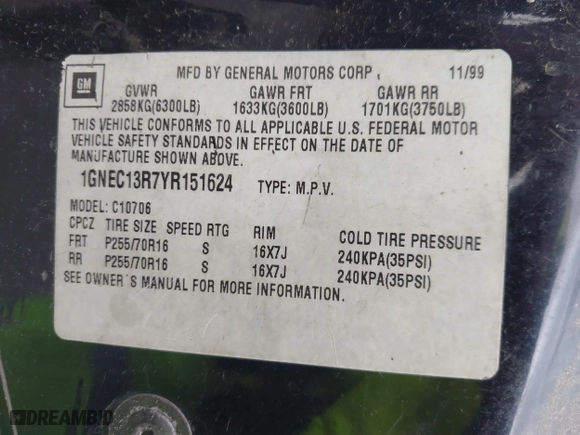 GM
MFD BY GENERAL MOTORS CORP. 11/99
GVWR GAWR FRT GAWR RR
2858KG(6300LB) 1633KG(3600LB) 1701KG(3750LB)
THIS VEHICLE CONFORMS TO ALL APPLICABLE U.S. FEDERAL MOTOR
VEHICLE SAFETY STANDARDS IN EFFECT ON THE DATE OF
MANUFACTURE SHOWN ABOVE.
1GNEC13R7YR151624 TYPE: M.P.V.
MODEL: C10706
CPCZ TIRE SIZE SPEED RTG RIM COLD TIRE PRESSURE
FRT P255/70R16 S 16X7J 240KPA(35PSI)
RR P255/70R16 S 16X7J 240KPA(35PSI)
SEE OWNER'S MANUAL FOR MORE INFORMATION.
DREAMBID